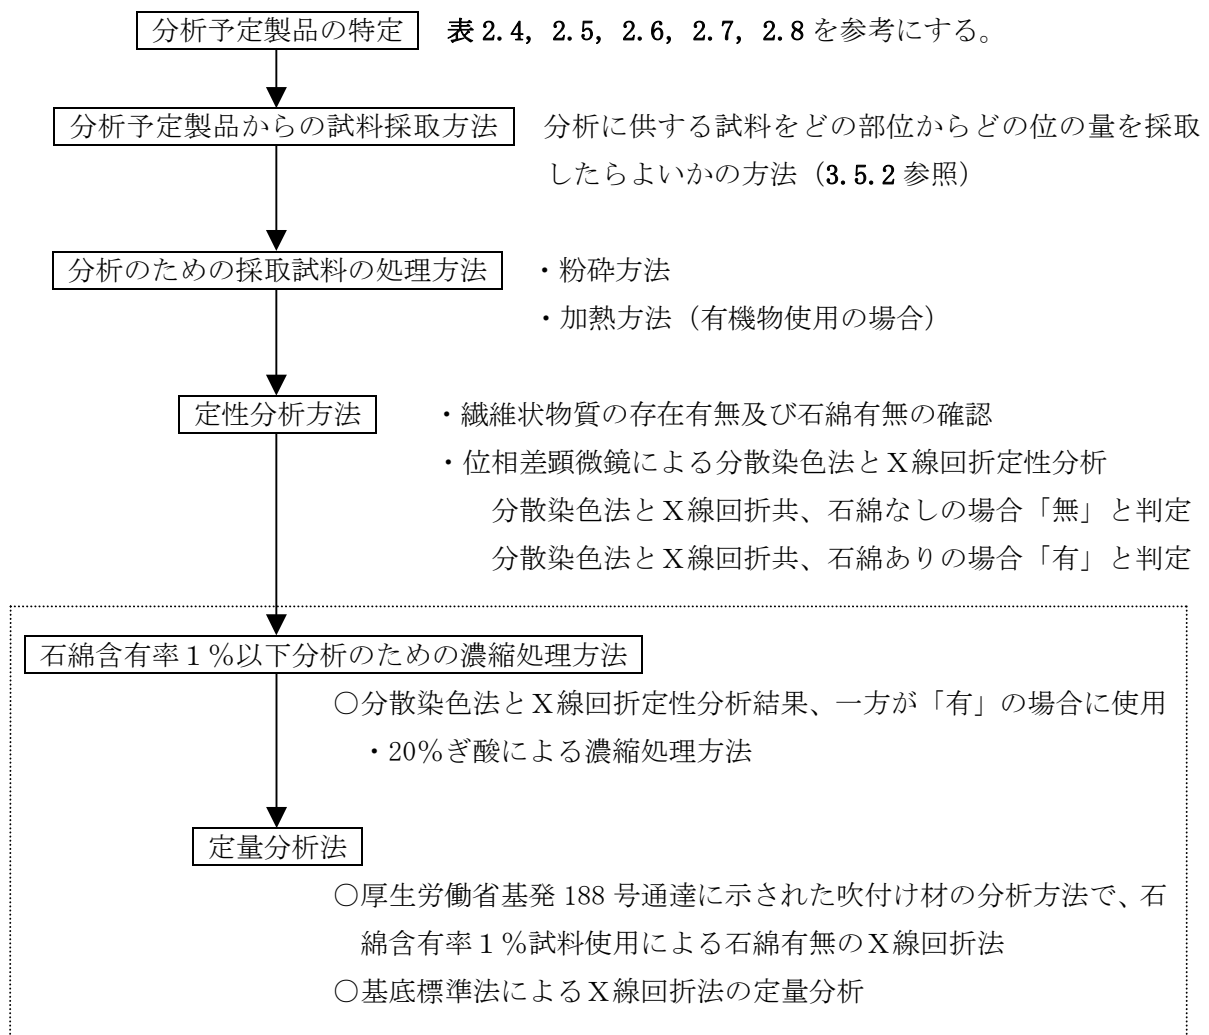 分析予定製品の特定 表 2.4, 2.5, 2.6, 2.7, 2.8 を参考にする。
分析予定製品からの試料採取方法 分析に供する試料をどの部位からどの位の量を採取
したらよいかの方法（3.5.2 参照）
分析のための採取試料の処理方法 ・粉砕方法
・加熱方法（有機物使用の場合）
定性分析方法 ・繊維状物質の存在有無及び石綿有無の確認
・位相差顕微鏡による分散染色法とＸ線回折定性分析
分散染色法とＸ線回折共、石綿なしの場合「無」と判定
分散染色法とＸ線回折共、石綿ありの場合「有」と判定
石綿含有率１％以下分析のための濃縮処理方法
○分散染色法とＸ線回折定性分析結果、一方が「有」の場合に使用
・20％ぎ酸による濃縮処理方法
定量分析法
○厚生労働省基発 188 号通達に示された吹付け材の分析方法で、石
綿含有率１％試料使用による石綿有無のＸ線回折法
○基底標準法によるＸ線回折法の定量分析